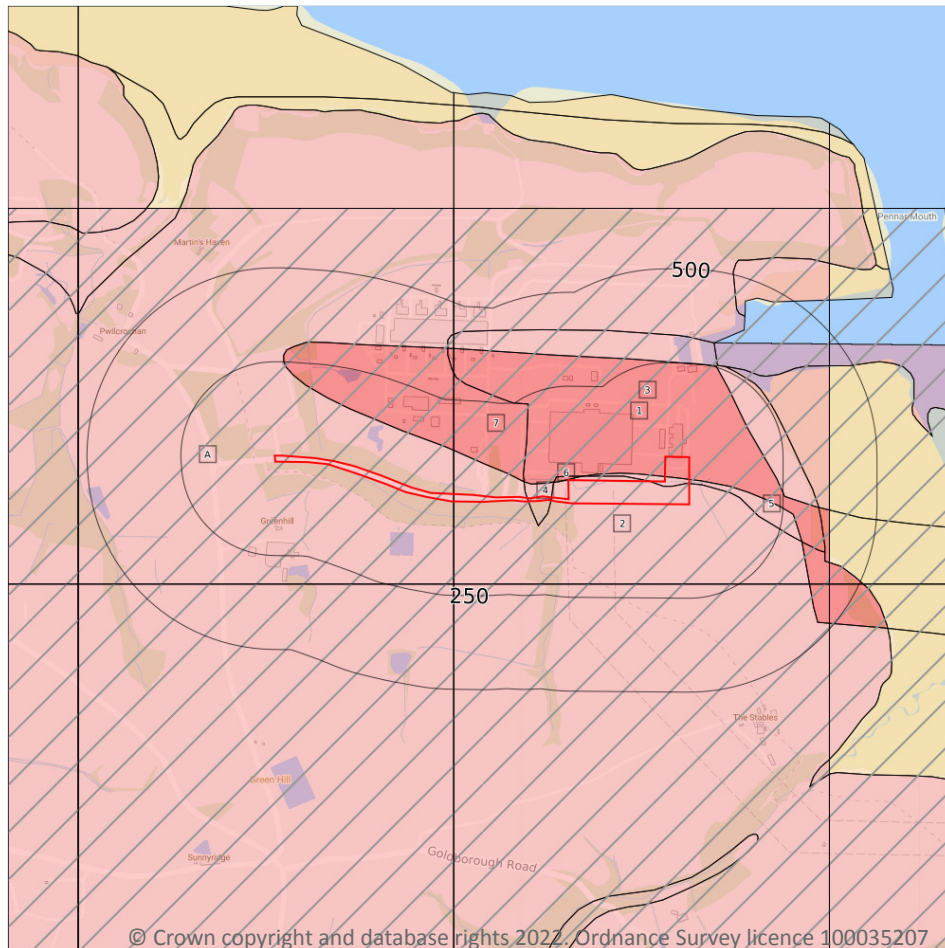 Pennar Mouth
Martin's Haven
500
Pwllcrochan
3
1
7
A
6
4
5
Greenhill
2
250
The Stables
Green Hill
Goldborough Road
Sunnyridge
© Crown copyright and database rights 2022. Ordnance Survey licence 100035207